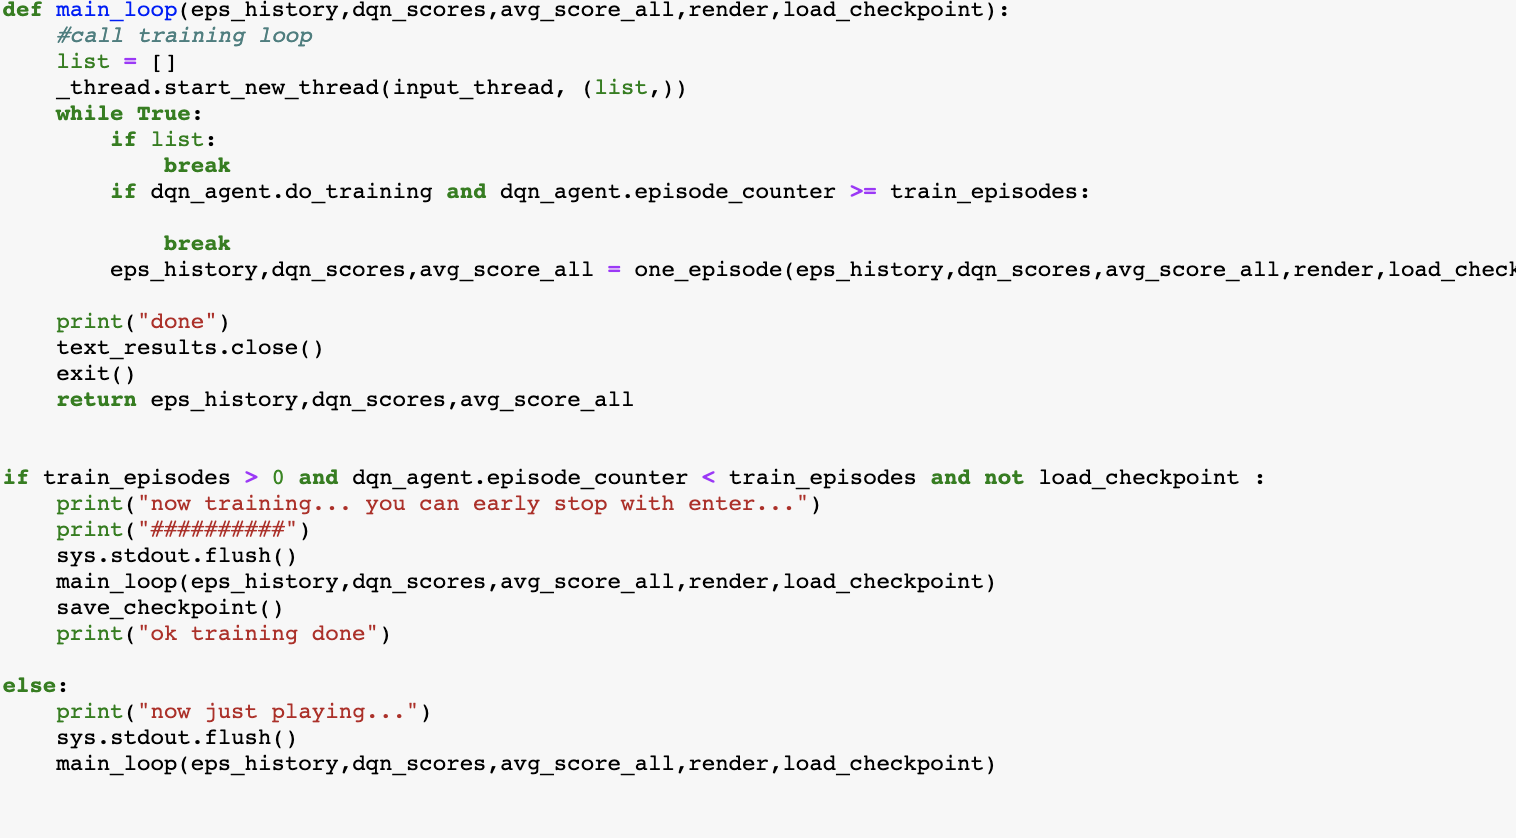 def main_loop(eps_history,dqn_scores,avg_score_all,render,load_checkpoint):
    #call training loop
    list = []
    _thread.start_new_thread(input_thread, (list,))
    while True:
        if list:
            break
        if dqn_agent.do_training and dqn_agent.episode_counter >= train_episodes:
            break
        eps_history,dqn_scores,avg_score_all = one_episode(eps_history,dqn_scores,avg_score_all,render,load_check
    print("done")
    text_results.close()
    exit()
    return eps_history,dqn_scores,avg_score_all
if train_episodes > 0 and dqn_agent.episode_counter < train_episodes and not load_checkpoint :
    print("now training... you can early stop with enter...")
    print("##########")
    sys.stdout.flush()
    main_loop(eps_history,dqn_scores,avg_score_all,render,load_checkpoint)
    save_checkpoint()
    print("ok training done")
else:
    print("now just playing...")
    sys.stdout.flush()
    main_loop(eps_history,dqn_scores,avg_score_all,render,load_checkpoint)